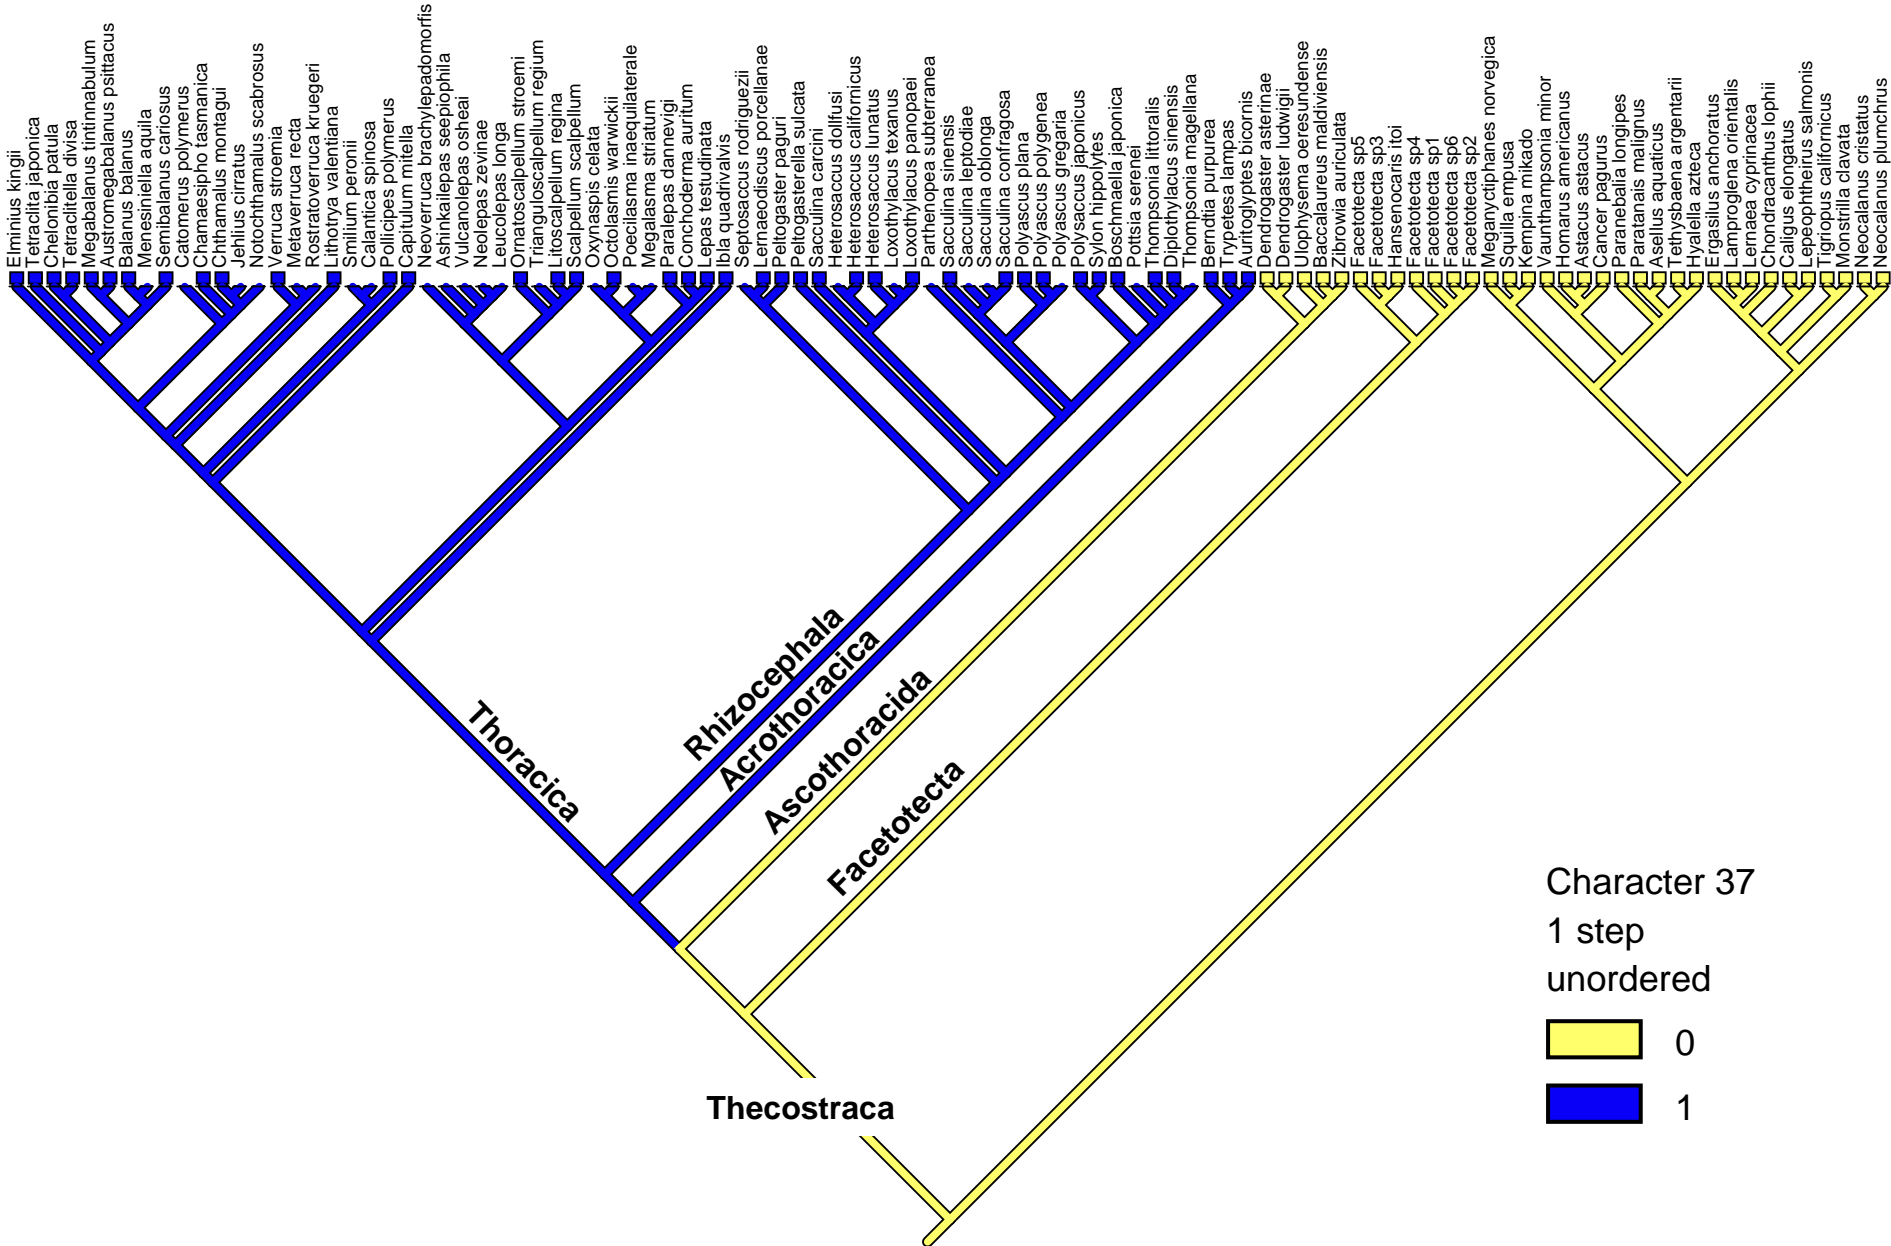 Elminius kingii
Tetraclita japonica
Chelonibia patula
Tetraclitella divisa
Megabalanus tintinnabulum
Austromegabalanus psittacus
Balanus balanus
Menesiniella aquila
Semibalanus cariosus
Catomerus polymerus
Chamaesipho tasmanica
Chthamalus montagui
Jehlius cirratus
Notochthamalus scabrosus
Verruca stroemia
Metaverruca recta
Rostratoverruca kruegeri
Lithotrya valentiana
Smilium peronii
Calantica spinosa
Pollicipes polymerus
Capitulum mitella
Neoverruca brachylepadomorfis
Ashinkailepas seepiophila
Vulcanolepas osheai
Neolepas zevinae
Leucolepas longa
Ornatoscalpellum stroemi
Trianguloscalpellum regium
Litoscalpellum regina
Scalpellum scalpellum
Oxynaspis celata
Octolasmis warwickii
Poecilasma inaequilaterale
Megalasma striatum
Paralepas dannevigi
Conchoderma auritum
Lepas testudinata
Ibla quadrivalvis
Septosaccus rodriguezii
Lernaeodiscus porcellanae
Peltogaster paguri
Peltogasterella sulcata
Sacculina carcini
Heterosaccus dollfusi
Heterosaccus californicus
Heterosaccus lunatus
Loxothylacus texanus
Loxothylacus panopaei
Parthenopea subterranea
Sacculina sinensis
Sacculina leptodiae
Sacculina oblonga
Sacculina confragosa
Polyascus plana
Polyascus polygenea
Polyascus gregaria
Polysaccus japonicus
Sylon hippolytes
Boschmaella japonica
Pottsia serenei
Thompsonia littoralis
Diplothylacus sinensis
Thompsonia magellana
Berndtia purpurea
Trypetesa lampas
Auritoglyptes bicornis
Dendrogaster asterinae
Dendrogaster ludwigii
Ulophysema oeresundense
Baccalaureus maldiviensis
Zibrowia auriculata
Facetotecta sp5
Facetotecta sp3
Hansenocaris itoi
Facetotecta sp4
Facetotecta sp1
Facetotecta sp6
Facetotecta sp2
Meganyctiphanes norvegica
Squilla empusa
Kempina mikado
Vaunthampsonia minor
Homarus americanus
Astacus astacus
Cancer pagurus
Paranebalia longipes
Paratanais malignus
Asellus aquaticus
Tethysbaena argentarii
Hyalella azteca
Ergasilus anchoratus
Lamproglena orientalis
Lernaea cyprinacea
Chondracanthus lophii
Caligus elongatus
Lepeophtheirus salmonis
Tigriopus californicus
Monstrilla clavata
Neocalanus cristatus
Neocalanus plumchrus
Thoracica
Rhizocephala
Acrothoracica
Ascothoracida
Facetotecta
Thecostraca
Character 37
1 step
unordered
0
1